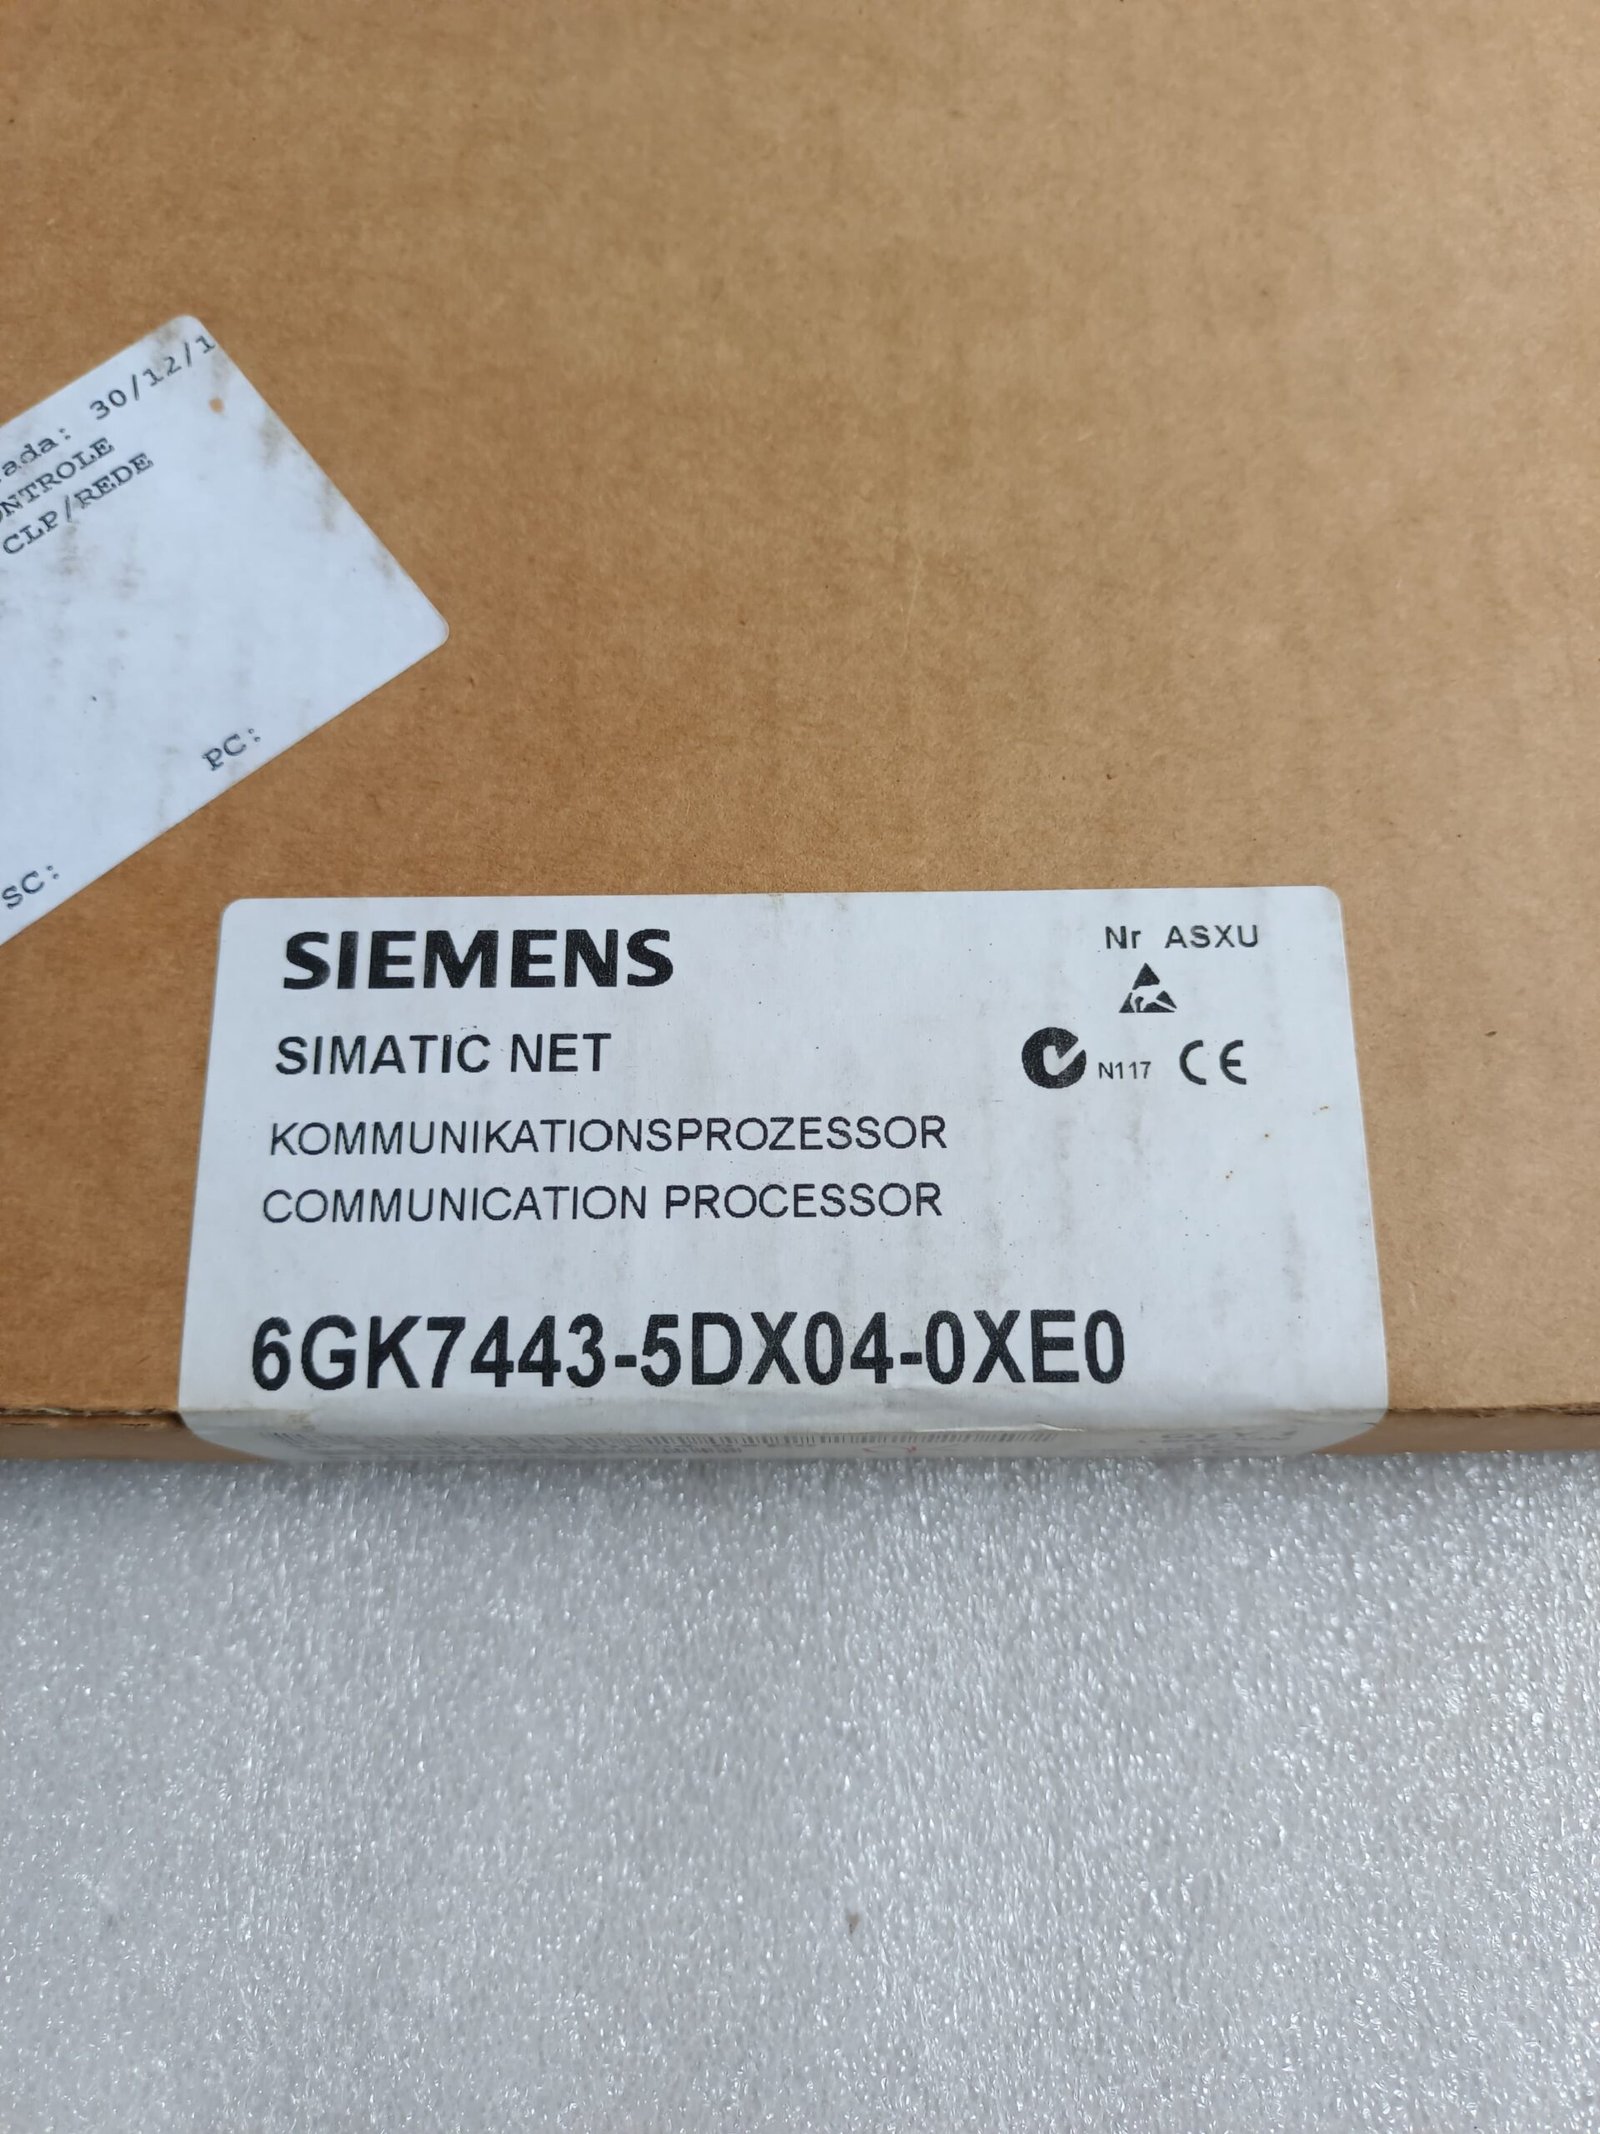 ada: 30/12/1
ONTROLE
CLP/REDE
PC:
SC:
SIEMENS
Nr ASXU
SIMATIC NET
N117 CE
KOMMUNIKATIONSPROZESSOR
COMMUNICATION PROCESSOR
6GK7443-5DX04-0XE0